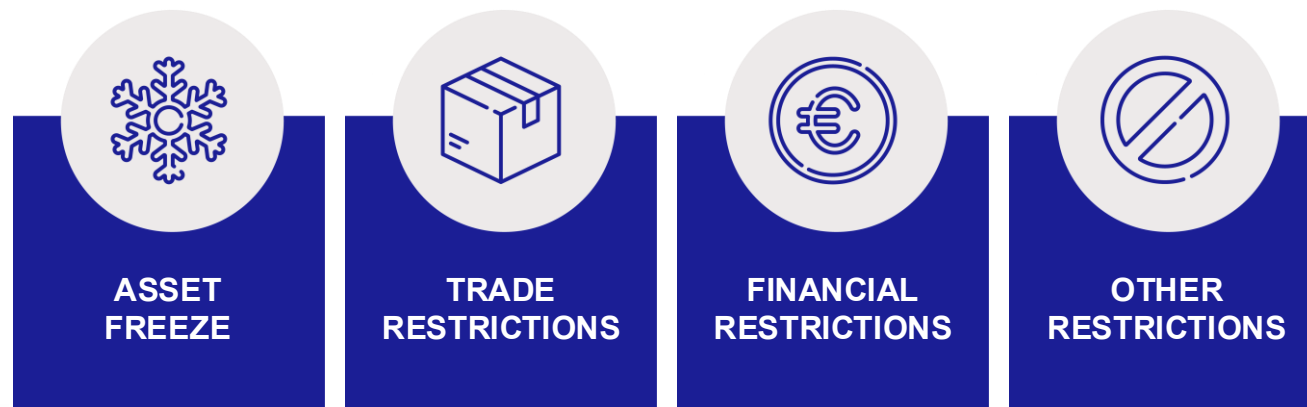 ASSET
FREEZE
TRADE
RESTRICTIONS
FINANCIAL
RESTRICTIONS
OTHER
RESTRICTIONS